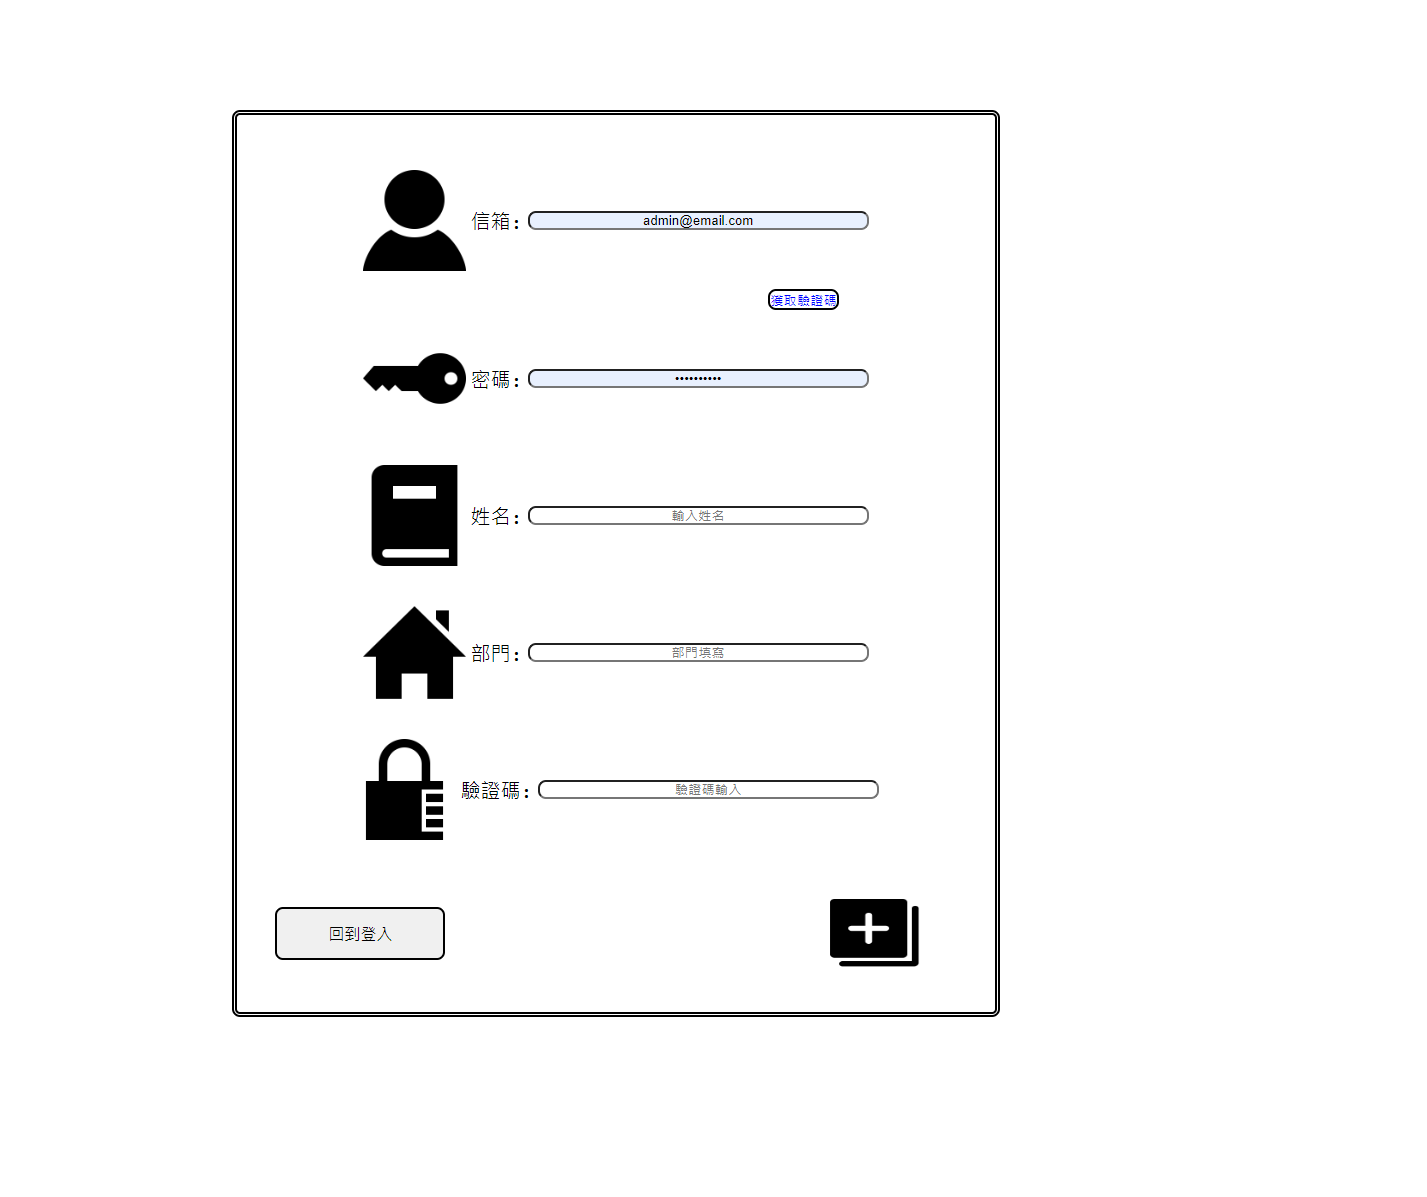 信箱： admin@email.com
獲取驗證碼
密碼： ••••••••••
姓名： 輸入姓名
部門： 部門填寫
驗證碼： 驗證碼輸入
回到登入